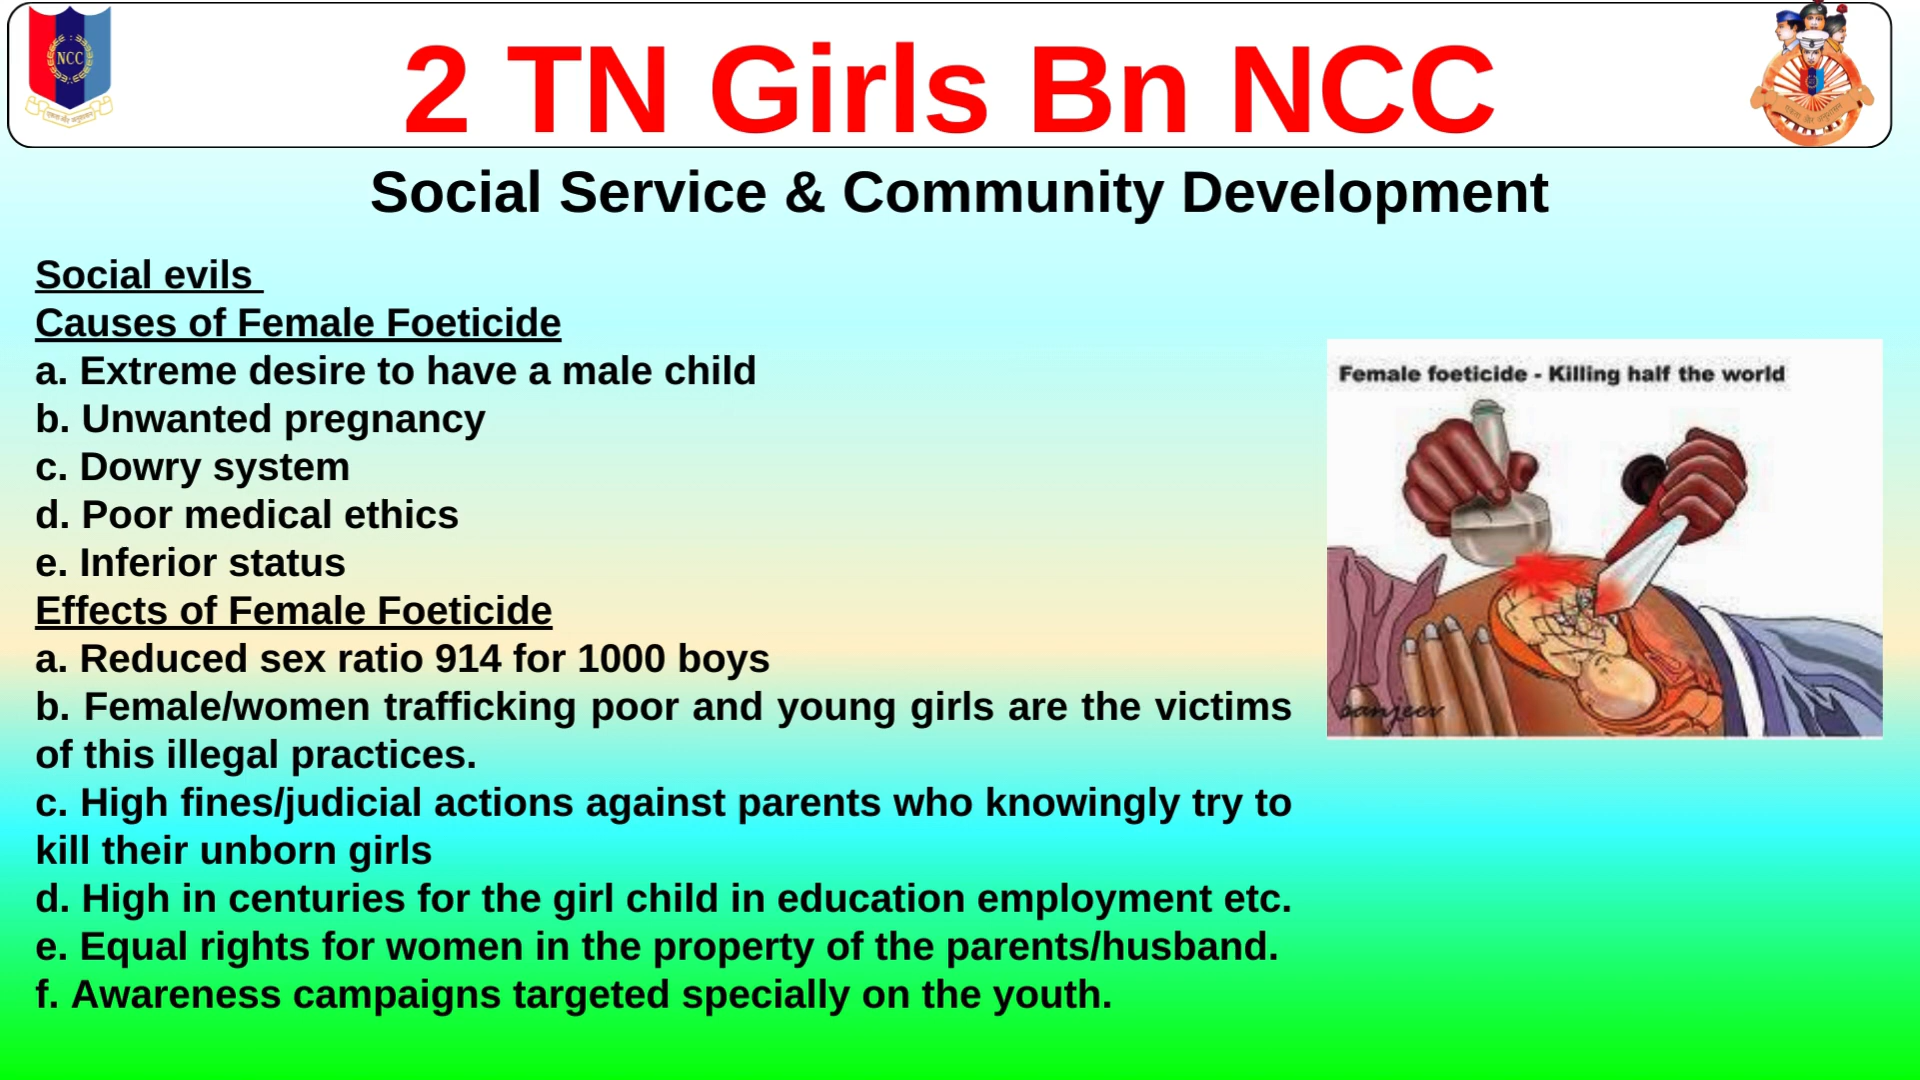 NCC
2 TN Girls Bn NCC
Social Service & Community Development
Social evils
Causes of Female Foeticide
a. Extreme desire to have a male child
b. Unwanted pregnancy
c. Dowry system
d. Poor medical ethics
e. Inferior status
Effects of Female Foeticide
a. Reduced sex ratio 914 for 1000 boys
b. Female/women trafficking poor and young girls are the victims
of this illegal practices.
c. High fines/judicial actions against parents who knowingly try to
kill their unborn girls
d. High in centuries for the girl child in education employment etc.
e. Equal rights for women in the property of the parents/husband.
f. Awareness campaigns targeted specially on the youth.
Female foeticide - Killing half the world
sanjeev